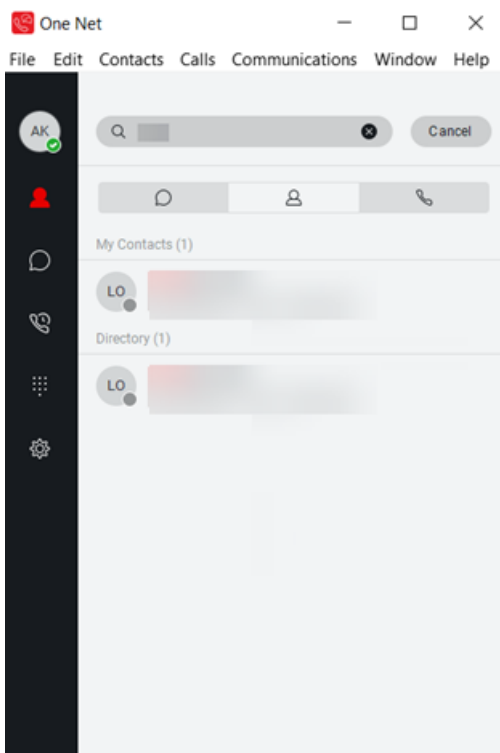 One Net
File Edit Contacts Calls Communications Window Help
AK
Cancel
My Contacts (1)
LO
Directory (1)
LO